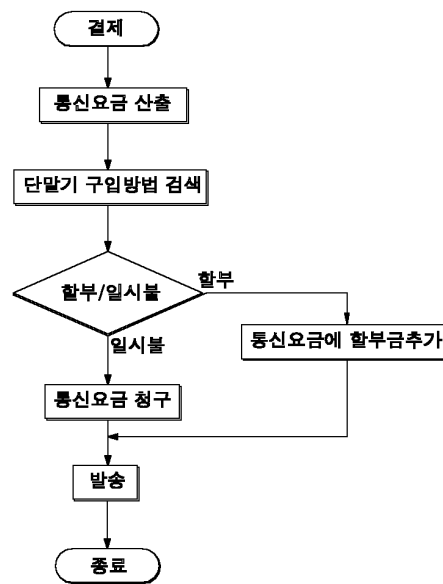 결제
통신요금 산출
단말기 구입방법 검색
할부/일시불
할부
일시불
통신요금에 할부금추가
통신요금 청구
발송
종료